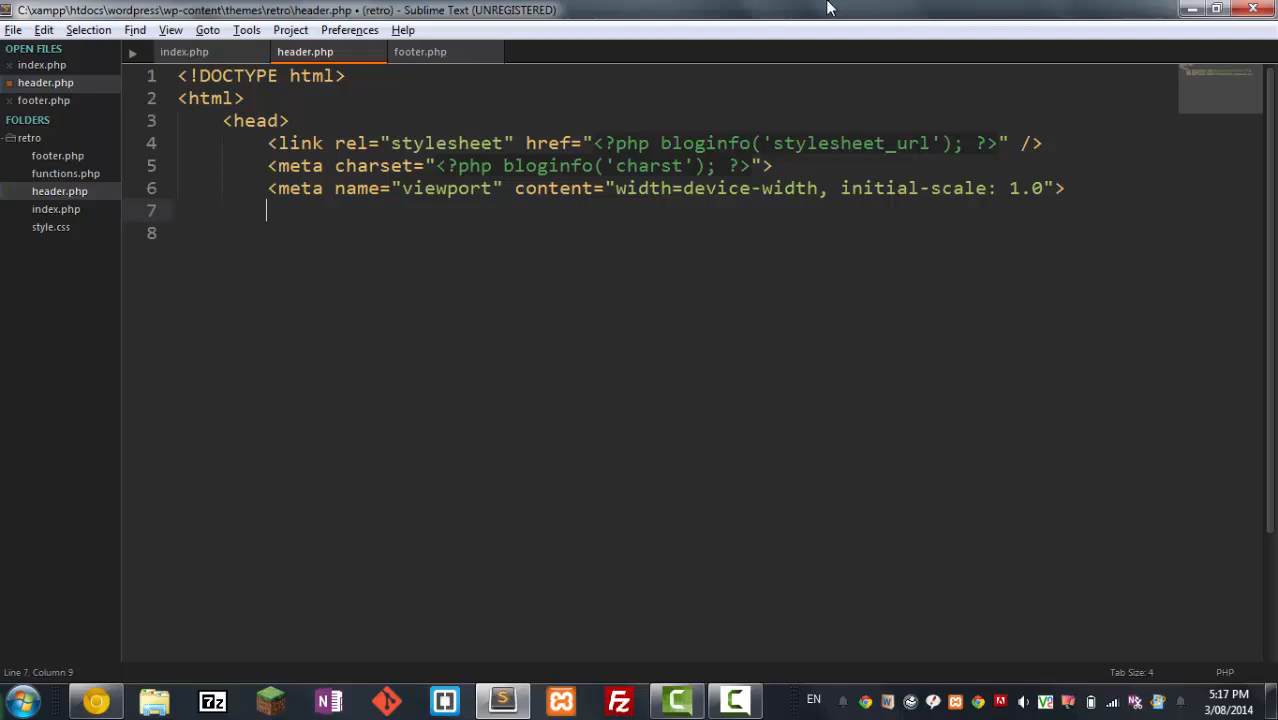 C:\xampp\htdocs\wordpress\wp-content\themes\retro\header.php • (retro) - Sublime Text (UNREGISTERED)
File Edit Selection Find View Goto Tools Project Preferences Help
OPEN FILES
index.php
header.php
footer.php
FOLDERS
retro
footer.php
functions.php
header.php
index.php
style.css
index.php header.php footer.php
1 <!DOCTYPE html>
2 <html>
3 <head>
4 <link rel="stylesheet" href="<?php bloginfo('stylesheet_url'); ?>" />
5 <meta charset="<?php bloginfo('charst'); ?>">
6 <meta name="viewport" content="width=device-width, initial-scale: 1.0">
7
8
Line 7, Column 9 Tab Size: 4 PHP
7z N EN 5:17 PM
3/08/2014